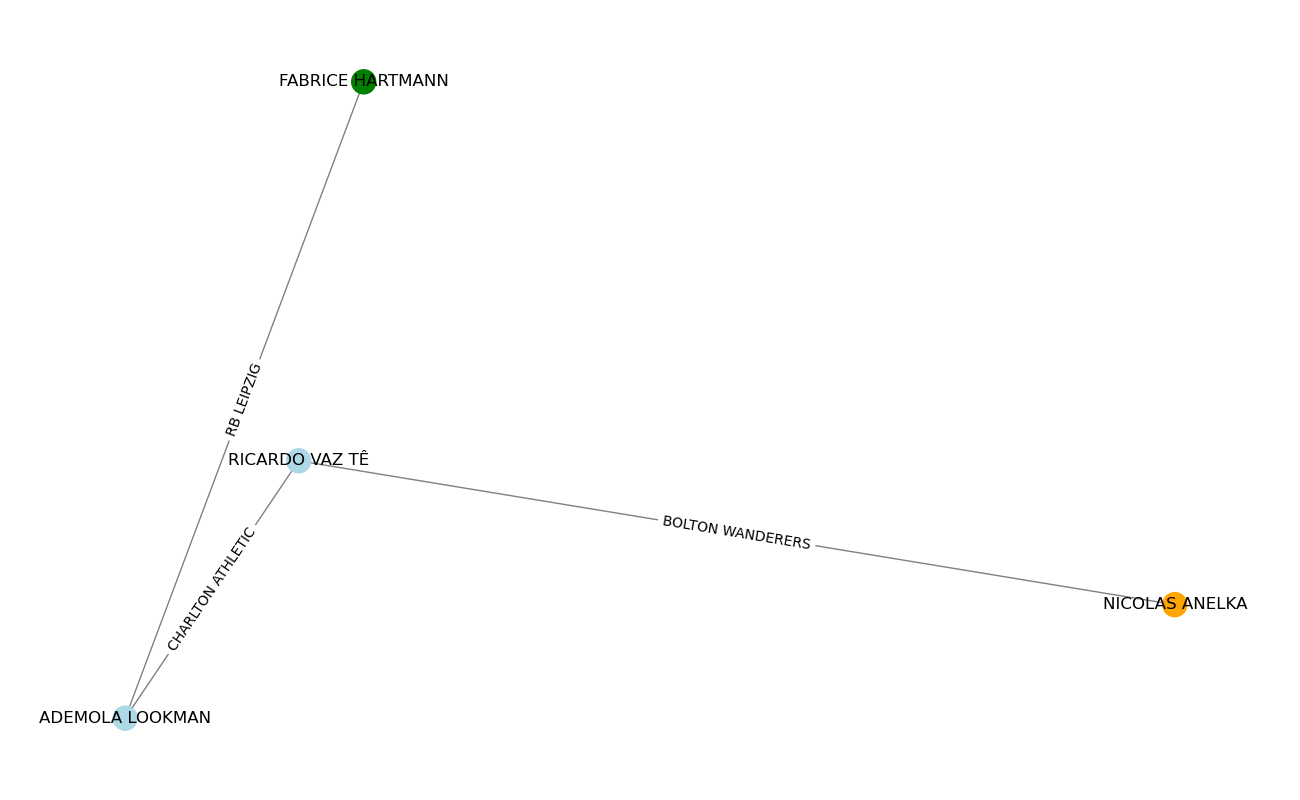 FABRICE HARTMANN
RB LEIPZIG
RICARDO VAZ TÊ
BOLTON WANDERERS
CHARLTON ATHLETIC
NICOLAS ANELKA
ADEMOLA LOOKMAN